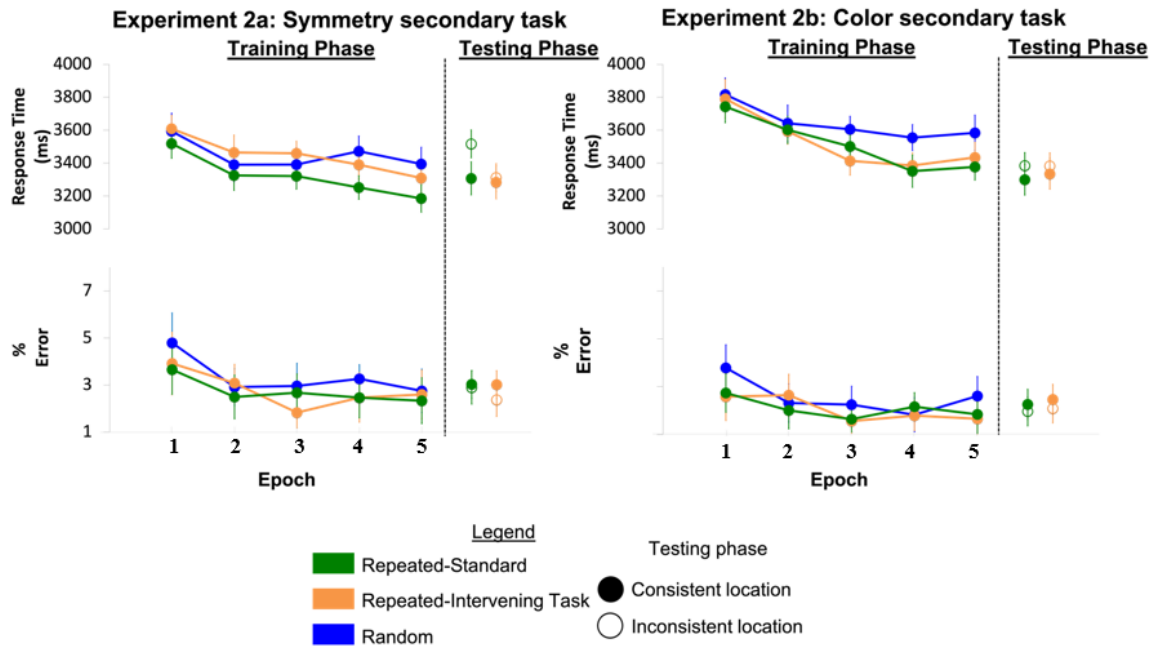 Experiment 2a: Symmetry secondary task
Training Phase
Testing Phase
Response Time
(ms)
4000
3800
3600
3400
3200
3000
%
Error
7
5
3
1
1 2 3 4 5
Epoch
Experiment 2b: Color secondary task
Training Phase
Testing Phase
Response Time
(ms)
4000
3800
3600
3400
3200
3000
%
Error
1 2 3 4 5
Epoch
Legend
Repeated-Standard
Repeated-Intervening Task
Random
Testing phase
Consistent location
Inconsistent location